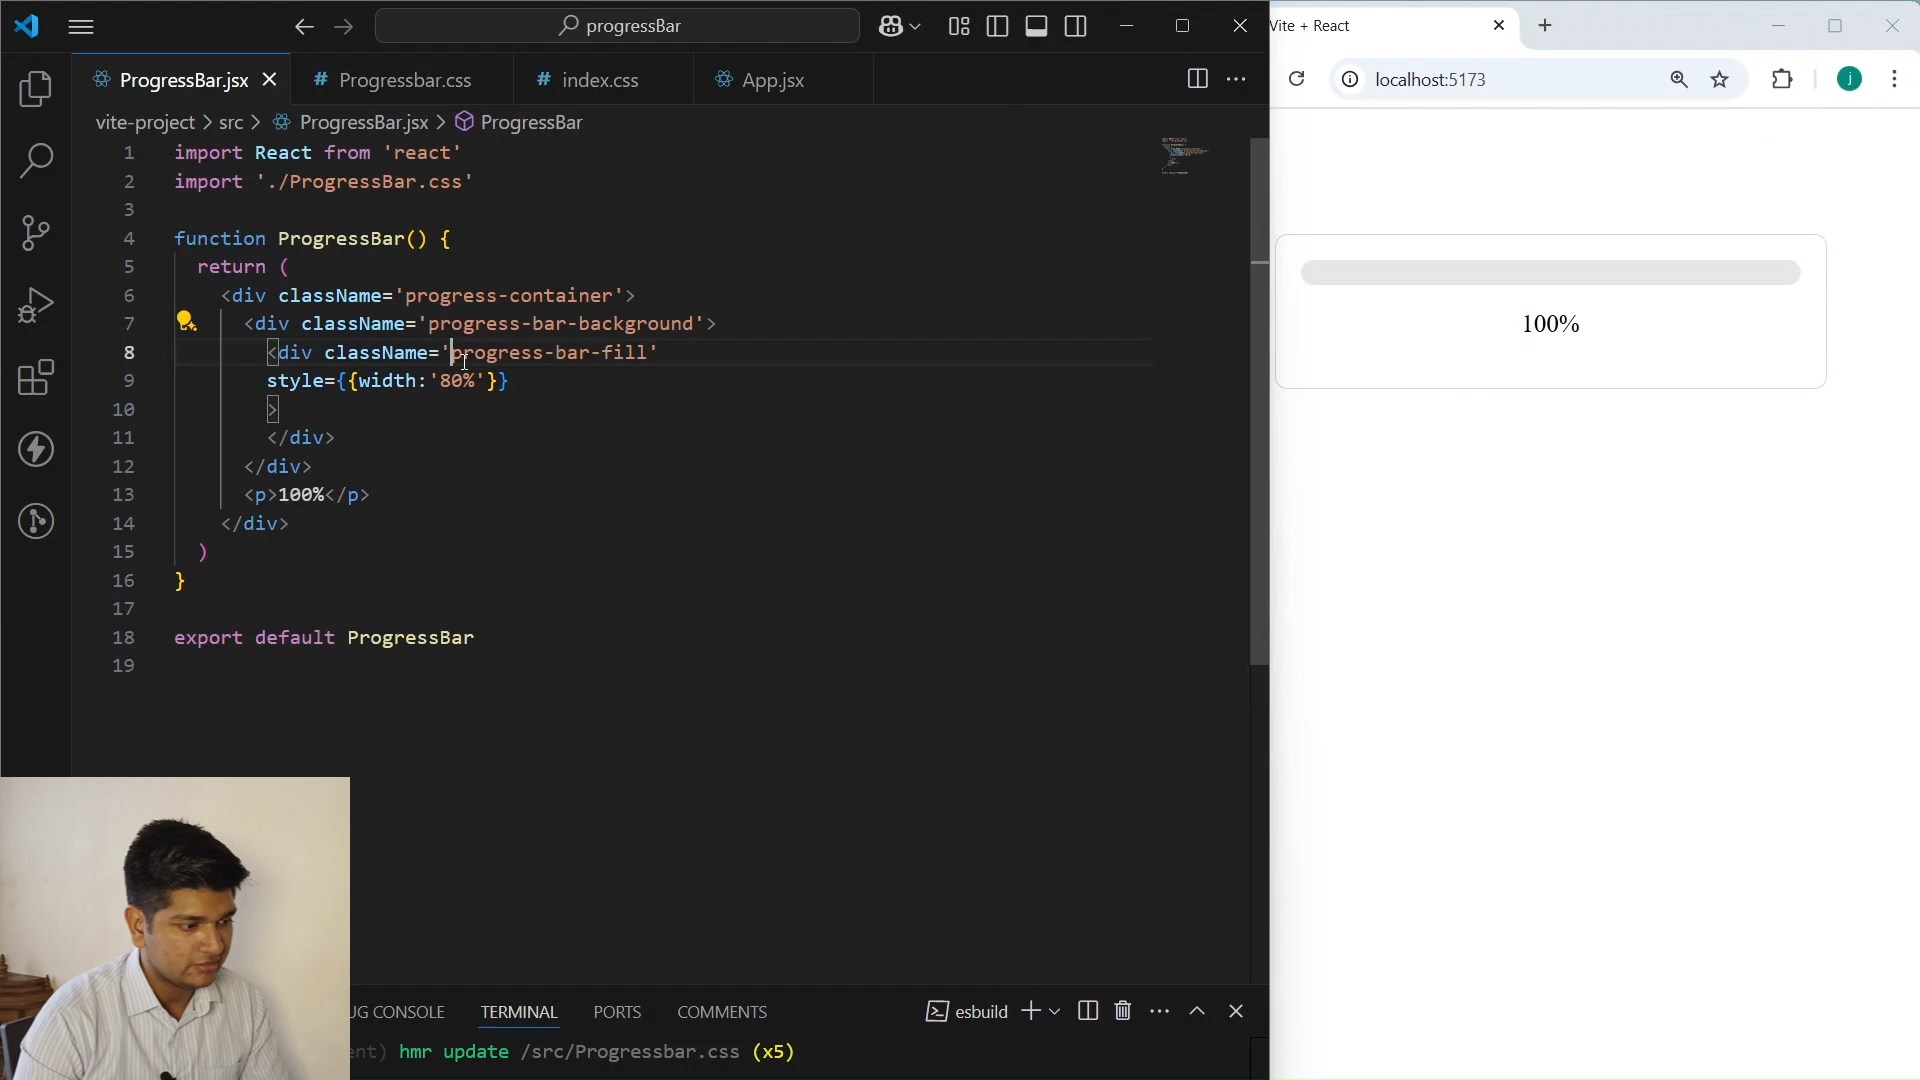 progressBar
Vite + React
ProgressBar.jsx
# Progressbar.css
# index.css
App.jsx
localhost:5173
j
vite-project > src > ProgressBar.jsx > ProgressBar
1 import React from 'react'
2 import './ProgressBar.css'
3
4 function ProgressBar() {
5 return (
6 <div className='progress-container'>
7 <div className='progress-bar-background'>
8 <div className='progress-bar-fill'
9 style={{width:'80%'}}
10 >
11 </div>
12 </div>
13 <p>100%</p>
14 </div>
15 )
16 }
17
18 export default ProgressBar
19
100%
UG CONSOLE
TERMINAL
PORTS
COMMENTS
esbuild
ent) hmr update /src/Progressbar.css (x5)